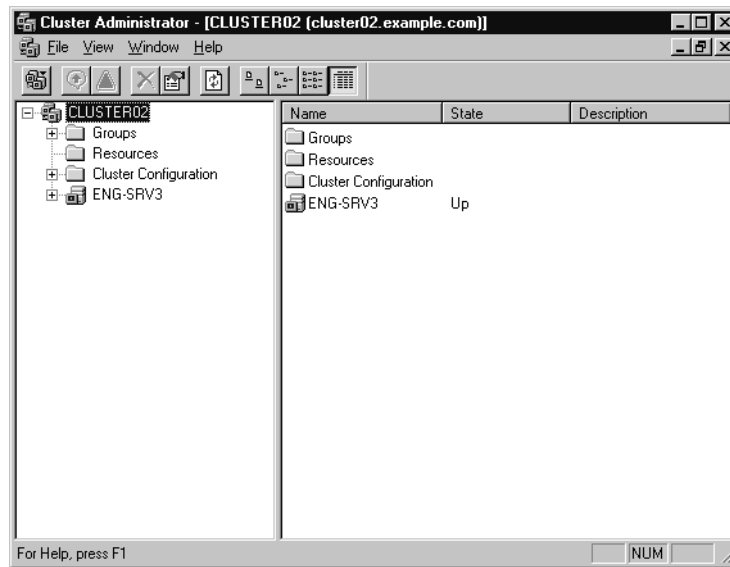 Cluster Administrator - [CLUSTER02 (cluster02.example.com)]
File View Window Help
CLUSTER02
Groups
Resources
Cluster Configuration
ENG-SRV3
Name State Description
Groups
Resources
Cluster Configuration
ENG-SRV3 Up
For Help, press F1
NUM